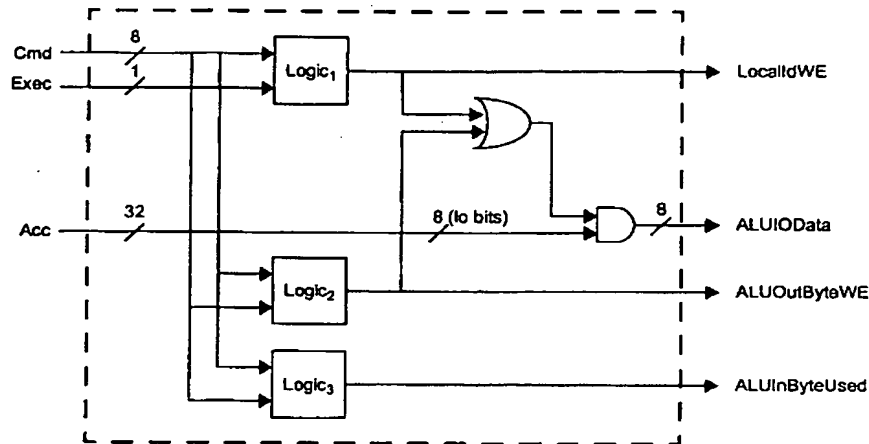 Cmd
8
Exec
1
Logic1
LocalIdWE
Acc
32
8 (lo bits)
8
ALUIOData
Logic2
ALUOutByteWE
Logic3
ALUInByteUsed